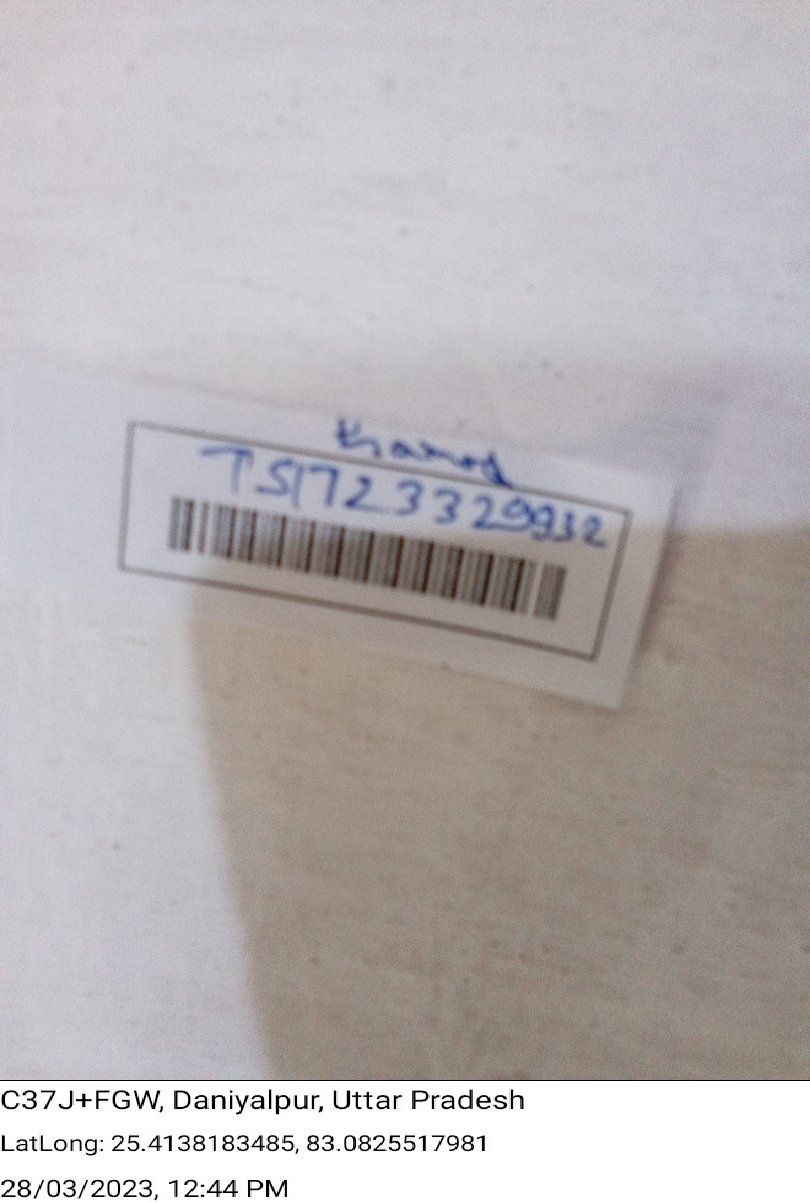 TS1723329932
C37J+FGW, Daniyalpur, Uttar Pradesh
LatLong: 25.4138183485, 83.0825517981
28/03/2023, 12:44 PM